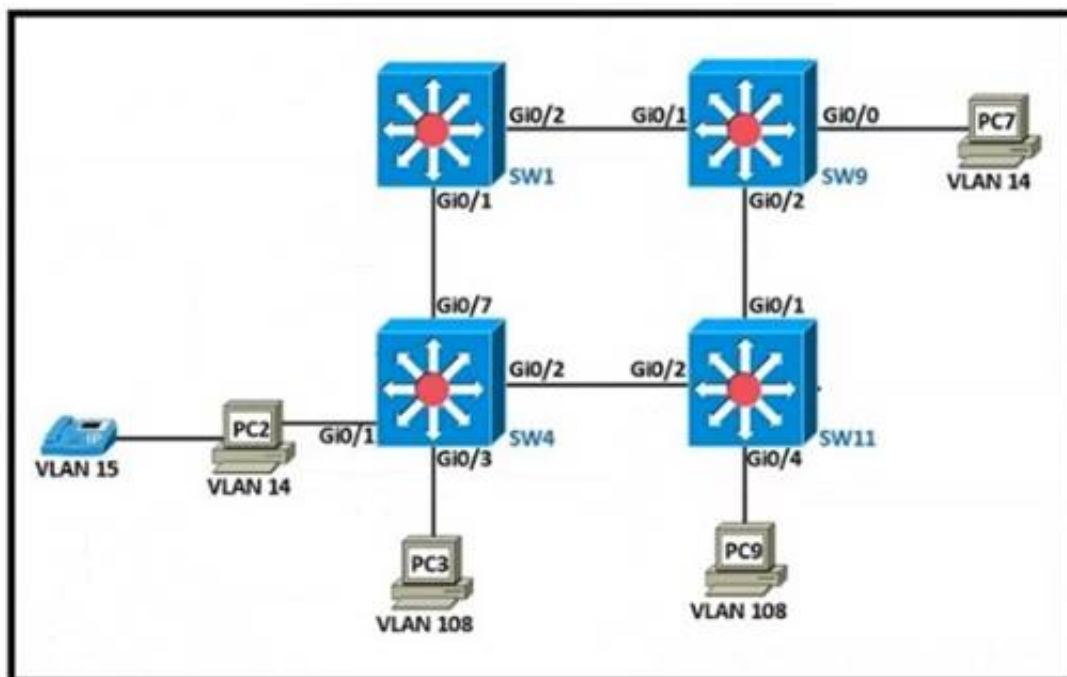 Gi0/2
Gi0/1
Gi0/0
PC7
SW1
SW9
VLAN 14
Gi0/1
Gi0/2
Gi0/7
Gi0/1
Gi0/2
Gi0/2
PC2
Gi0/1
SW4
SW11
VLAN 15
VLAN 14
Gi0/3
Gi0/4
PC3
PC9
VLAN 108
VLAN 108